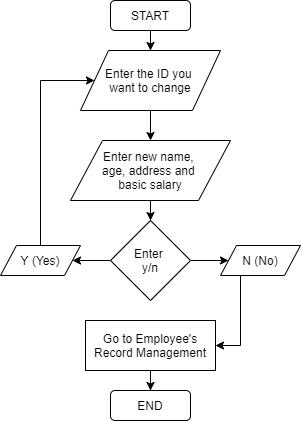 START
Enter the ID you
want to change
Enter new name,
age, address and
basic salary
Enter
y/n
Y (Yes)
N (No)
Go to Employee's
Record Management
END